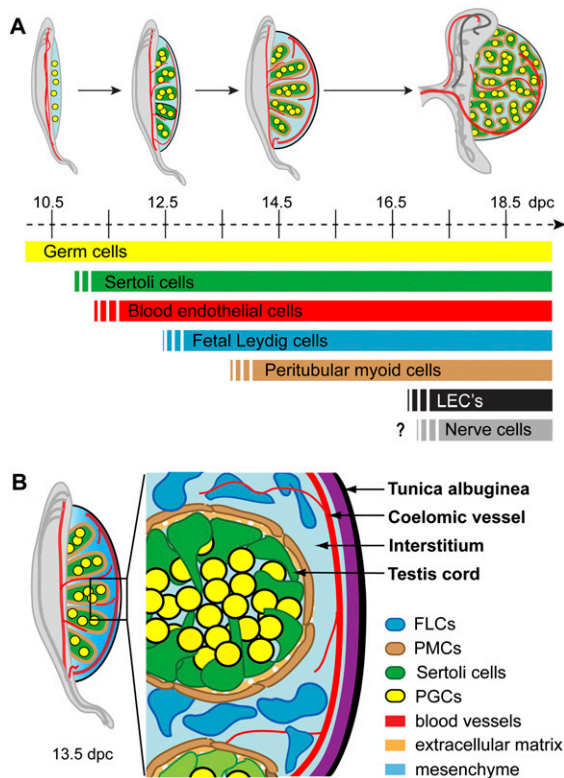 A
10.5 12.5 14.5 16.5 18.5 dpc
Germ cells
Sertoli cells
Blood endothelial cells
Fetal Leydig cells
Peritubular myoid cells
LEC's
? Nerve cells
B
Tunica albuginea
Coelomic vessel
Interstitium
Testis cord
FLCs
PMCs
Sertoli cells
PGCs
blood vessels
extracellular matrix
mesenchyme
13.5 dpc